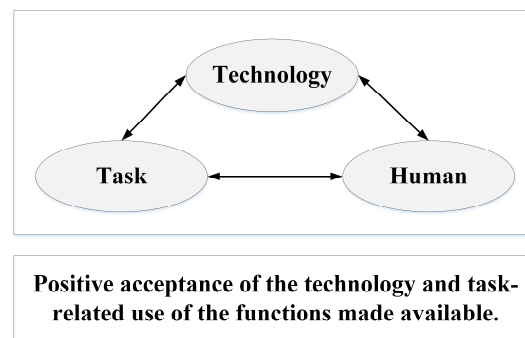 Technology
Task
Human
Positive acceptance of the technology and task-
related use of the functions made available.